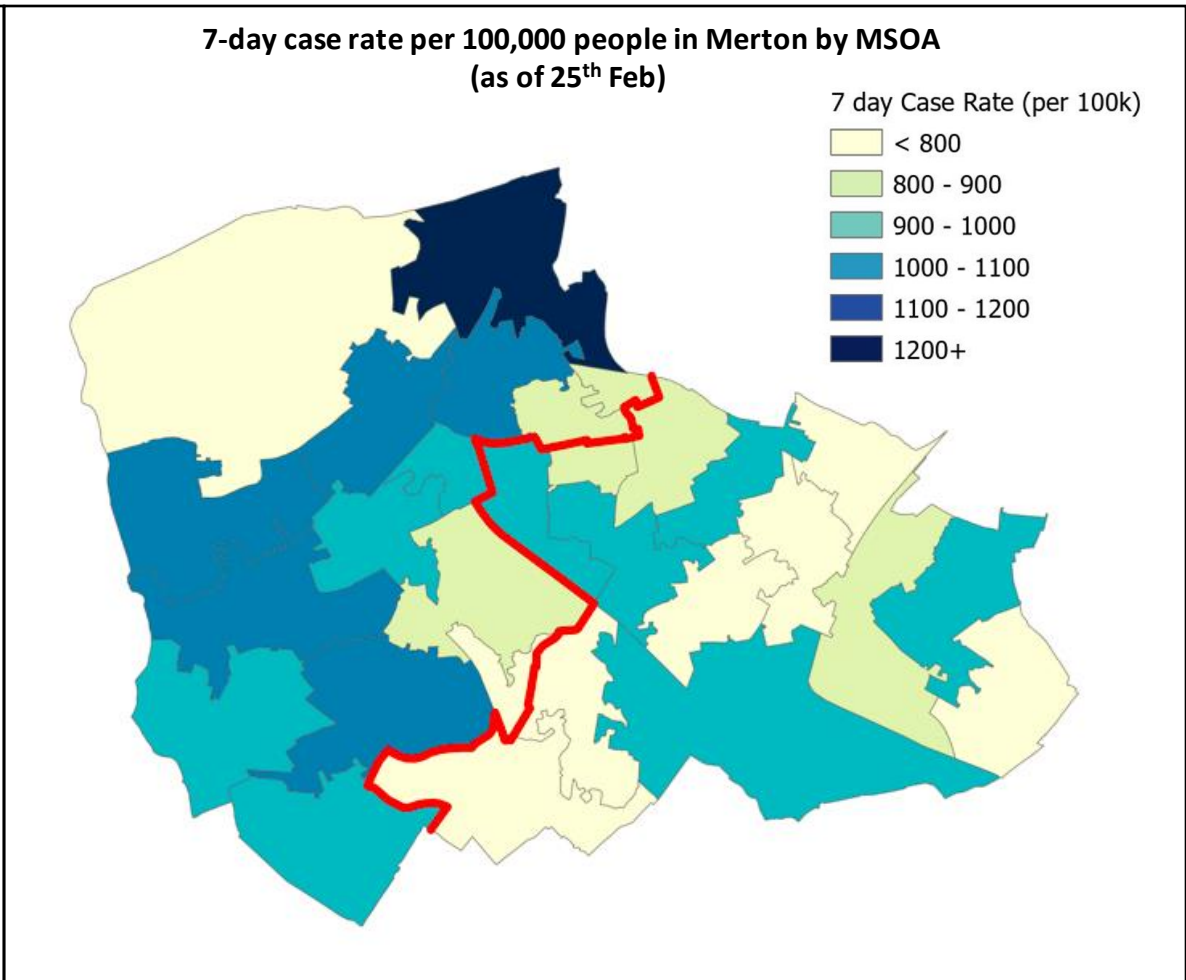 7-day case rate per 100,000 people in Merton by MSOA
(as of 25th Feb)
7 day Case Rate (per 100k)
< 800
800 - 900
900 - 1000
1000 - 1100
1100 - 1200
1200+